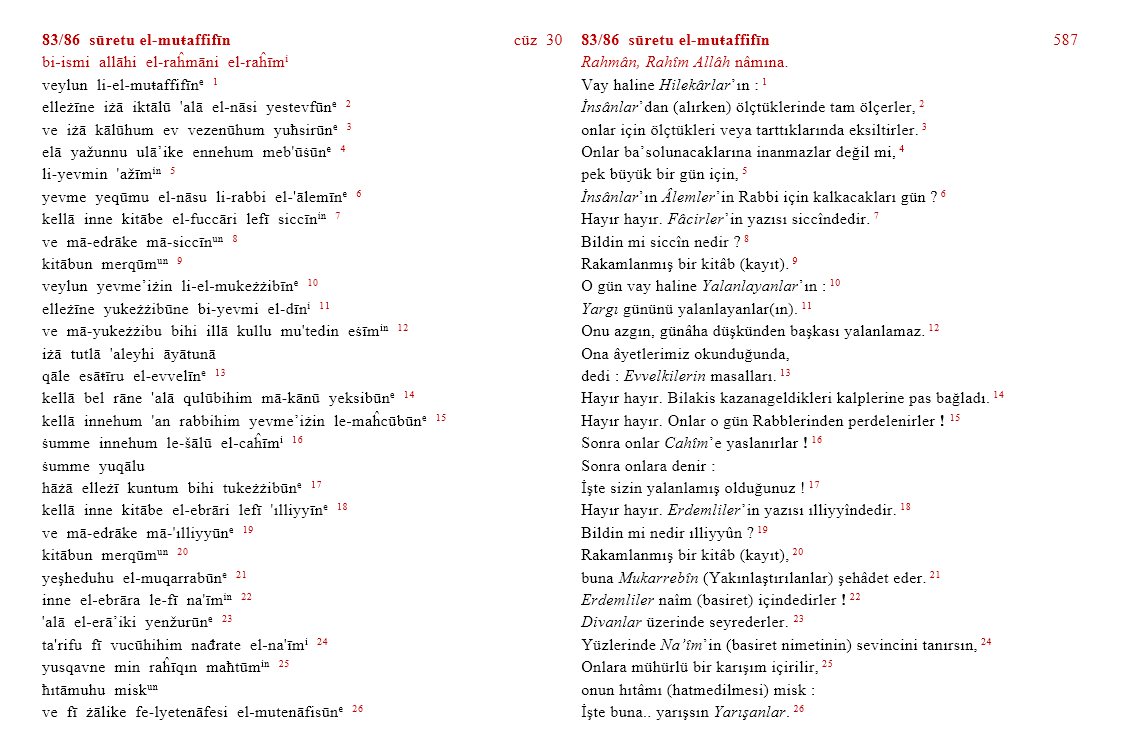 83/86 sūretu el-muŧaffifīn cüz 30
bi-ismi allāhi el-raĥmāni el-raĥīmⁱ
veylun li-el-muŧaffifīnᵉ 1
elleżīne iżā iktālū 'alā el-nāsi yestevfūnᵉ 2
ve iżā kālūhum ev vezenūhum yuħsirūnᵉ 3
elā yažunnu ulā’ike ennehum meb'ūŝūnᵉ 4
li-yevmin 'ažīmⁱⁿ 5
yevme yeqūmu el-nāsu li-rabbi el-'ālemīnᵉ 6
kellā inne kitābe el-fuccāri lefī siccīnⁱⁿ 7
ve mā-edrāke mā-siccīnᵘⁿ 8
kitābun merqūmᵘⁿ 9
veylun yevme’iżin li-el-mukeżżibīnᵉ 10
elleżīne yukeżżibūne bi-yevmi el-dīnⁱ 11
ve mā-yukeżżibu bihi illā kullu mu'tedin eŝīmⁱⁿ 12
iżā tutlā 'aleyhi āyātunā
qāle esāŧīru el-evvelīnᵉ 13
kellā bel rāne 'alā qulūbihim mā-kānū yeksibūnᵉ 14
kellā innehum 'an rabbihim yevme’iżin le-maĥcūbūnᵉ 15
ŝumme innehum le-šālū el-caĥīmⁱ 16
ŝumme yuqālu
hāżā elleżī kuntum bihi tukeżżibūnᵉ 17
kellā inne kitābe el-ebrāri lefī 'ılliyyīnᵉ 18
ve mā-edrāke mā-'ılliyyūnᵉ 19
kitābun merqūmᵘⁿ 20
yeşheduhu el-muqarrabūnᵉ 21
inne el-ebrāra le-fī na'īmⁱⁿ 22
'alā el-erā’iki yenžurūnᵉ 23
ta'rifu fī vucūhihim nađrate el-na'īmⁱ 24
yusqavne min raĥīqın maħtūmⁱⁿ 25
ħıtāmuhu miskᵘⁿ
ve fī żālike fe-lyetenāfesi el-mutenāfisūnᵉ 26
83/86 sūretu el-muŧaffifīn 587
Rahmân, Rahîm Allâh nâmına.
Vay haline Hilekârlar’ın : 1
İnsânlar’dan (alırken) ölçtüklerinde tam ölçerler, 2
onlar için ölçtükleri veya tarttıklarında eksiltirler. 3
Onlar ba’solunacaklarına inanmazlar değil mi, 4
pek büyük bir gün için, 5
İnsânlar’ın Âlemler’in Rabbi için kalkacakları gün ? 6
Hayır hayır. Fâcirler’in yazısı siccîndedir. 7
Bildin mi siccîn nedir ? 8
Rakamlanmış bir kitâb (kayıt). 9
O gün vay haline Yalanlayanlar’ın : 10
Yargı gününü yalanlayanlar(ın). 11
Onu azgın, günâha düşkünden başkası yalanlamaz. 12
Ona âyetlerimiz okunduğunda,
dedi : Evvelkilerin masalları. 13
Hayır hayır. Bilakis kazanageldikleri kalplerine pas bağladı. 14
Hayır hayır. Onlar o gün Rabblerinden perdelenirler ! 15
Sonra onlar Cahîm’e yaslanırlar ! 16
Sonra onlara denir :
İşte sizin yalanlamış olduğunuz ! 17
Hayır hayır. Erdemliler’in yazısı ılliyyîndedir. 18
Bildin mi nedir ılliyyûn ? 19
Rakamlanmış bir kitâb (kayıt), 20
buna Mukarrebîn (Yakınlaştırılanlar) şehâdet eder. 21
Erdemliler naîm (basiret) içindedirler ! 22
Divanlar üzerinde seyrederler. 23
Yüzlerinde Na’îm’in (basiret nimetinin) sevincini tanırsın, 24
Onlara mühürlü bir karışım içirilir, 25
onun hıtâmı (hatmedilmesi) misk :
İşte buna.. yarışsın Yarışanlar. 26